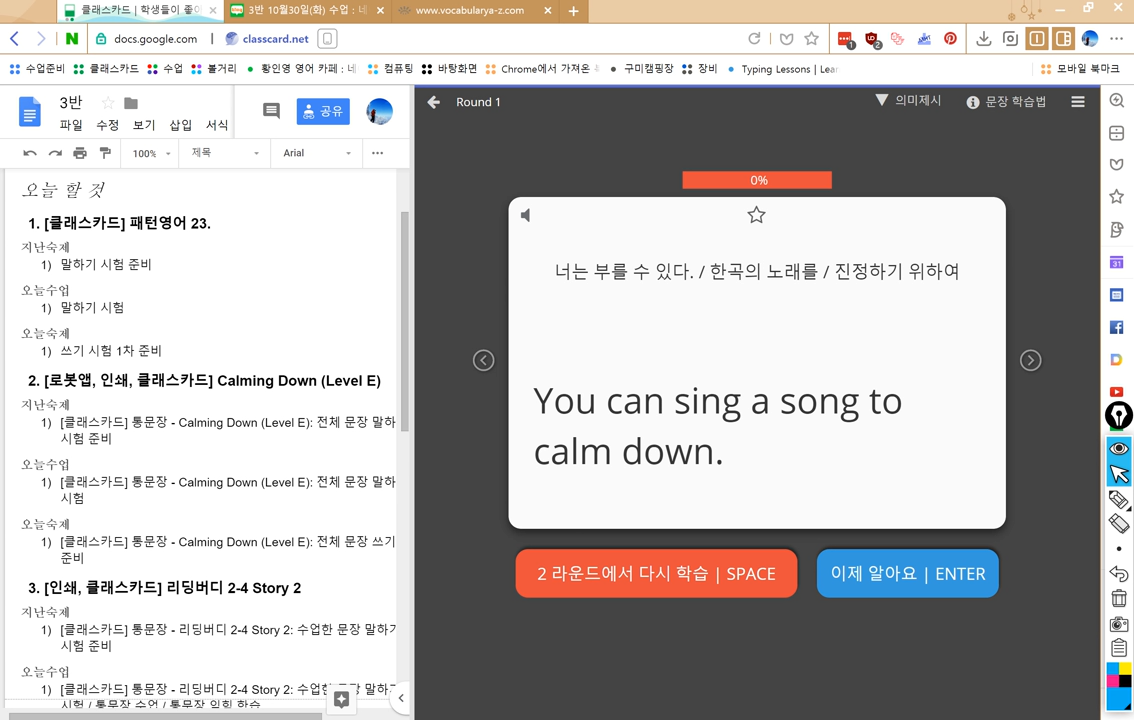 클래스카드 | 학생들이 좋아
3반 10월30일(화) 수업 : 네
www.vocabularya-z.com
docs.google.com
classcard.net
수업준비
클래스카드
수업
볼거리
황인영 영어 카페 : 네
컴퓨팅
바탕화면
Chrome에서 가져온
구미캠핑장
장비
Typing Lessons | Lear
모바일 북마크
3반
파일 수정 보기 삽입 서식
공유
100%
제목
Arial
오늘 할 것
1. [클래스카드] 패턴영어 23.
지난숙제
1) 말하기 시험 준비
오늘수업
1) 말하기 시험
오늘숙제
1) 쓰기 시험 1차 준비
2. [로봇앱, 인쇄, 클래스카드] Calming Down (Level E)
지난숙제
1) [클래스카드] 통문장 - Calming Down (Level E): 전체 문장 말하
시험 준비
오늘수업
1) [클래스카드] 통문장 - Calming Down (Level E): 전체 문장 말하
시험
오늘숙제
1) [클래스카드] 통문장 - Calming Down (Level E): 전체 문장 쓰기
준비
3. [인쇄, 클래스카드] 리딩버디 2-4 Story 2
지난숙제
1) [클래스카드] 통문장 - 리딩버디 2-4 Story 2: 수업한 문장 말하기
시험 준비
오늘수업
1) [클래스카드] 통문장 - 리딩버디 2-4 Story 2: 수업한 문장 말하
시험 / 통문장 수업 / 통문장 암기 학습
Round 1
의미제시
문장 학습법
0%
너는 부를 수 있다. / 한곡의 노래를 / 진정하기 위하여
You can sing a song to
calm down.
2 라운드에서 다시 학습 | SPACE
이제 알아요 | ENTER